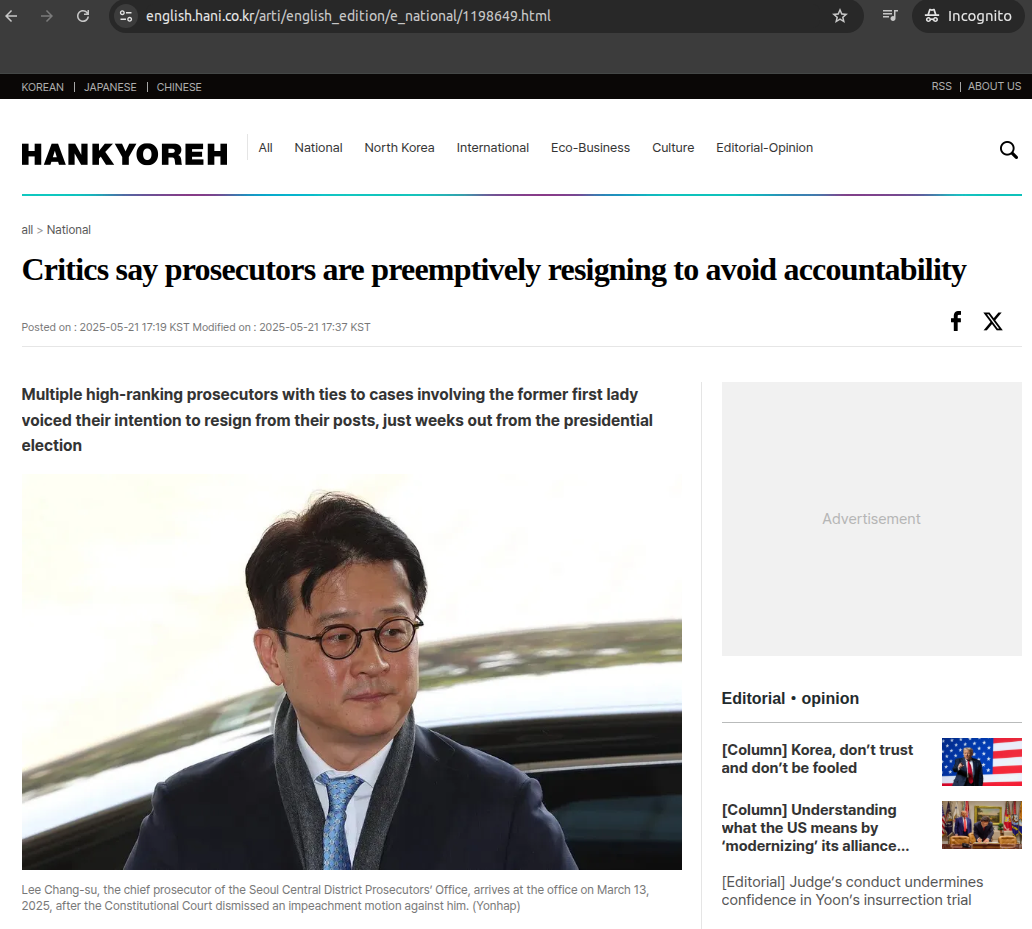 english.hani.co.kr/arti/english_edition/e_national/1198649.html
Incognito
KOREAN | JAPANESE | CHINESE
RSS | ABOUT US
HANKYOREH
All National North Korea International Eco-Business Culture Editorial-Opinion
all > National
Critics say prosecutors are preemptively resigning to avoid accountability
Posted on : 2025-05-21 17:19 KST Modified on : 2025-05-21 17:37 KST
Multiple high-ranking prosecutors with ties to cases involving the former first lady
voiced their intention to resign from their posts, just weeks out from the presidential
election
Lee Chang-su, the chief prosecutor of the Seoul Central District Prosecutors’ Office, arrives at the office on March 13,
2025, after the Constitutional Court dismissed an impeachment motion against him. (Yonhap)
Advertisement
Editorial・opinion
[Column] Korea, don’t trust
and don’t be fooled
[Column] Understanding
what the US means by
‘modernizing’ its alliance...
[Editorial] Judge’s conduct undermines
confidence in Yoon’s insurrection trial